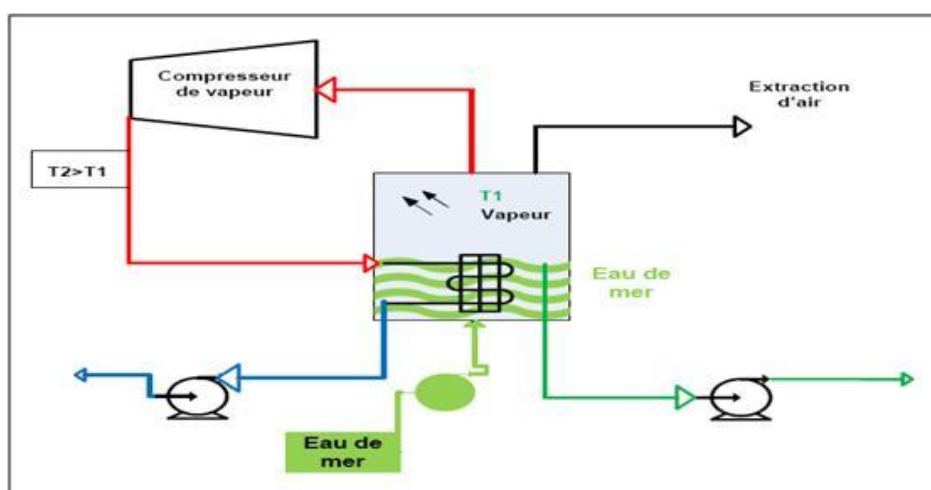 Compresseur
de vapeur
Extraction
d'air
T2>T1
T1
Vapeur
Eau de
mer
Eau de
mer